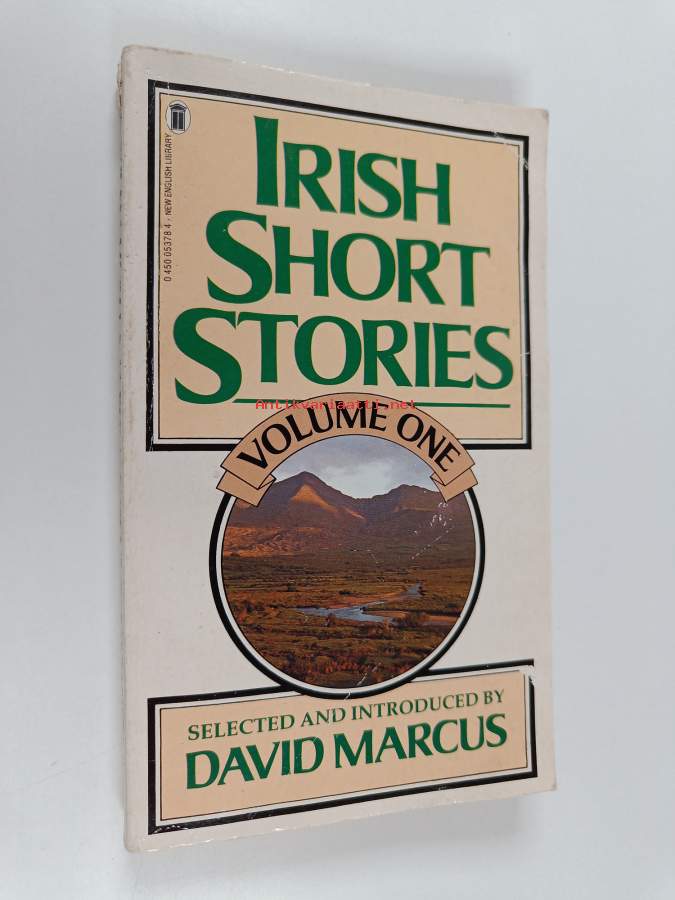 0 450 05378 4 · NEW ENGLISH LIBRARY
IRISH
SHORT
STORIES
Antikvariaatti.net
VOLUME ONE
SELECTED AND INTRODUCED BY
DAVID MARCUS